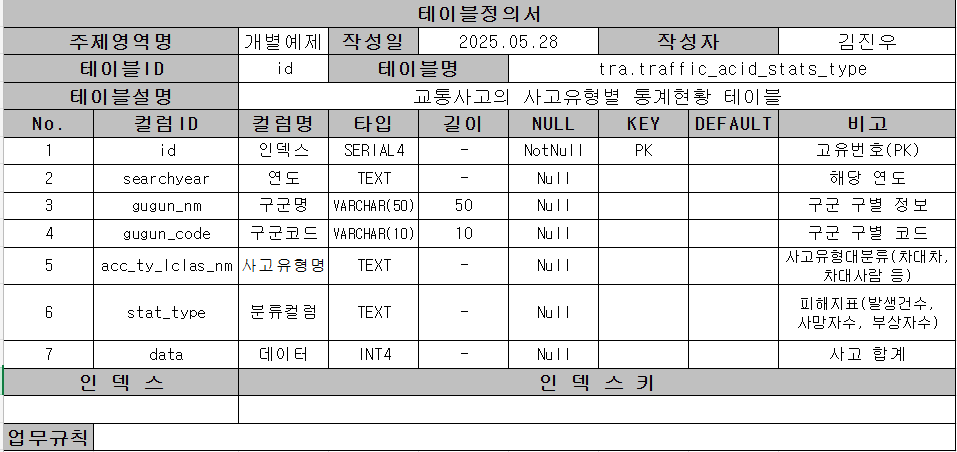 테이블정의서
주제영역명 개별예제 작성일 2025.05.28 작성자 김진우
테이블ID id 테이블명 tra.traffic_acid_stats_type
테이블설명 교통사고의 사고유형별 통계현황 테이블
No. 컬럼ID 컬럼명 타입 길이 NULL KEY DEFAULT 비고
1 id 인덱스 SERIAL4 - NotNull PK 고유번호(PK)
2 searchyear 연도 TEXT - Null 해당 연도
3 gugun_nm 구군명 VARCHAR(50) 50 Null 구군 구별 정보
4 gugun_code 구군코드 VARCHAR(10) 10 Null 구군 구별 코드
5 acc_ty_lclas_nm 사고유형명 TEXT - Null 사고유형대분류(차대차,
차대사람 등)
6 stat_type 분류컬럼 TEXT - Null 피해지표(발생건수,
사망자수, 부상자수)
7 data 데이터 INT4 - Null 사고 합계
인 덱 스 인 덱 스 키
업무규칙